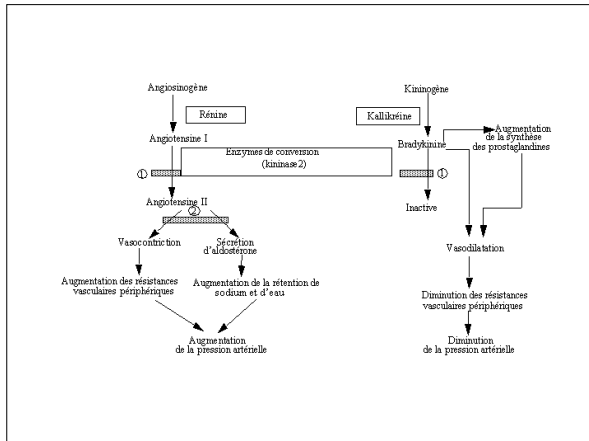 Angiosinogène
Rénine
Angiotensine I
①
Enzymes de conversion
(kininase2)
Angiotensine II
②
Vasocontriction
Sécrétion
d'aldostérone
Augmentation des résistances
vasculaires périphériques
Augmentation de la rétention de
sodium et d'eau
Augmentation
de la pression artérielle
Kininogène
Kallikréine
Bradykinine
Augmentation
de la synthèse
des prostaglandines
①
Inactive
Vasodilatation
Diminution des résistances
vasculaires périphériques
Diminution
de la pression artérielle